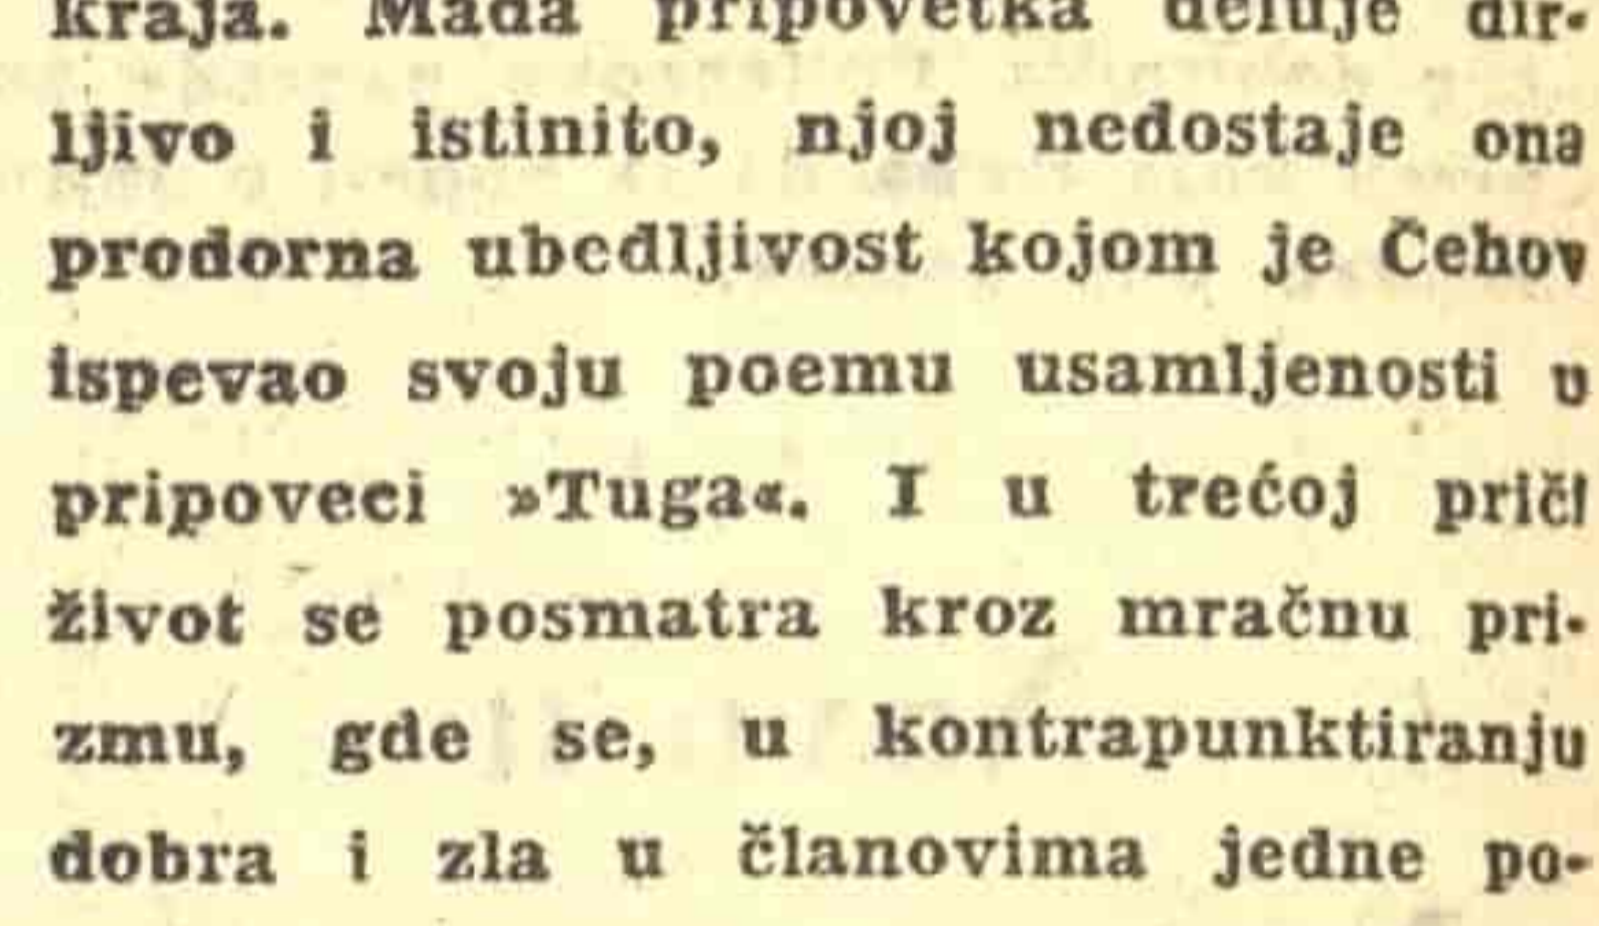 kraja. Mada pripovetka deluje dir-
ljivo i istinito, njoj nedostaje ona
prodorna ubedljivost kojom je Čehov
ispevao svoju poemu usamljenosti u
pripoveci »Tuga«. I u trećoj priči
život se posmatra kroz mračnu pri-
zmu, gde se, u kontrapunktiranju
dobra i zla u članovima jedne po-